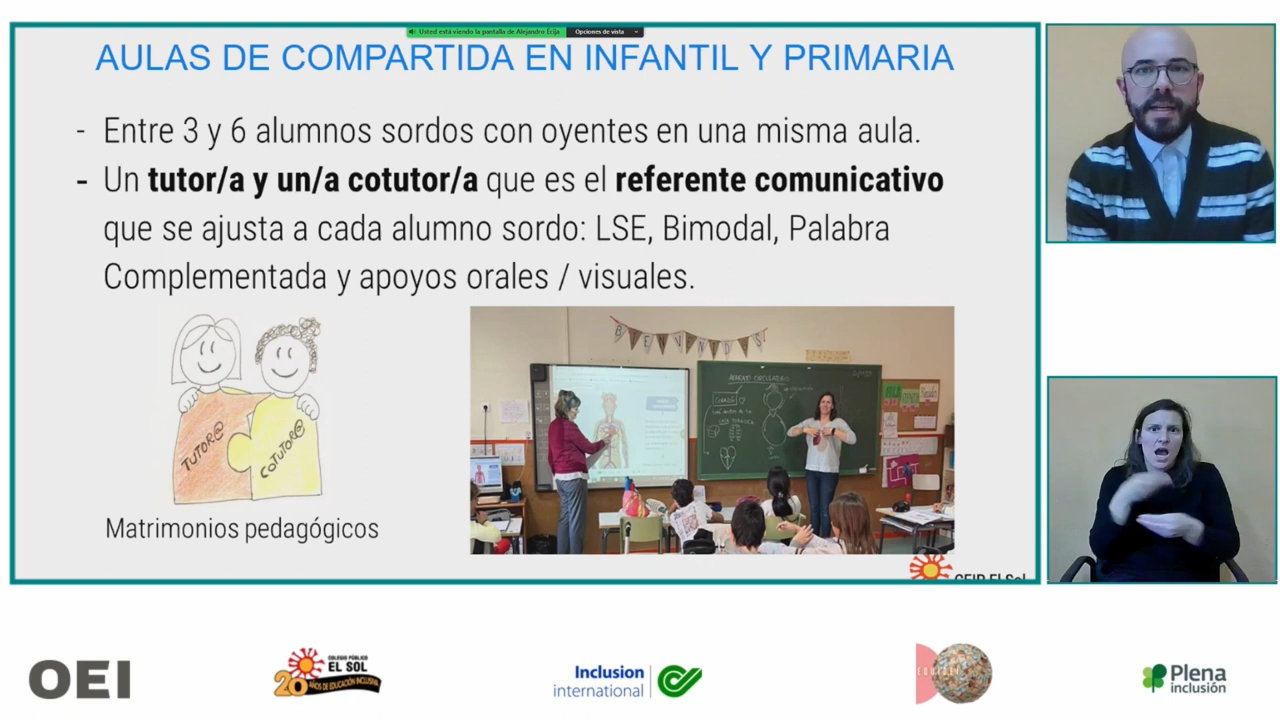 Usted está viendo la pantalla de Alejandro Écija
Opciones de vista
AULAS DE COMPARTIDA EN INFANTIL Y PRIMARIA
- Entre 3 y 6 alumnos sordos con oyentes en una misma aula.
- Un tutor/a y un/a cotutor/a que es el referente comunicativo
que se ajusta a cada alumno sordo: LSE, Bimodal, Palabra
Complementada y apoyos orales / visuales.
TUTOR@
COTUTOR@
Matrimonios pedagógicos
BIENVENIDOS
APARATO CIRCULATORIO
CEIP El Sol
OEI
COLEGIO PÚBLICO
EL SOL
20 AÑOS DE EDUCACIÓN INCLUSIVA
Inclusion
international
Plena
inclusión